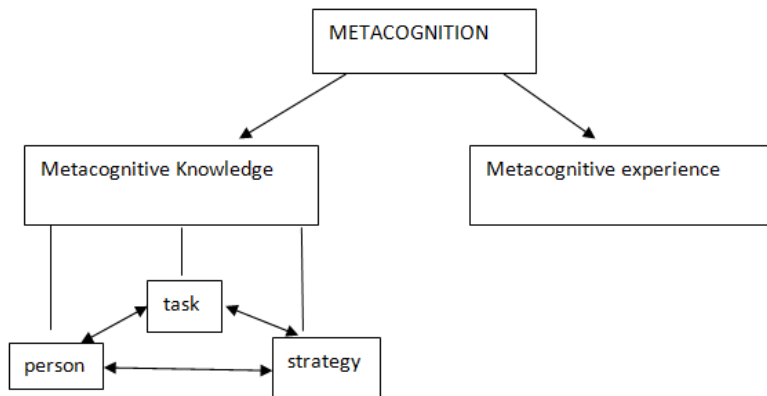 METACOGNITION
Metacognitive Knowledge
Metacognitive experience
task
person
strategy